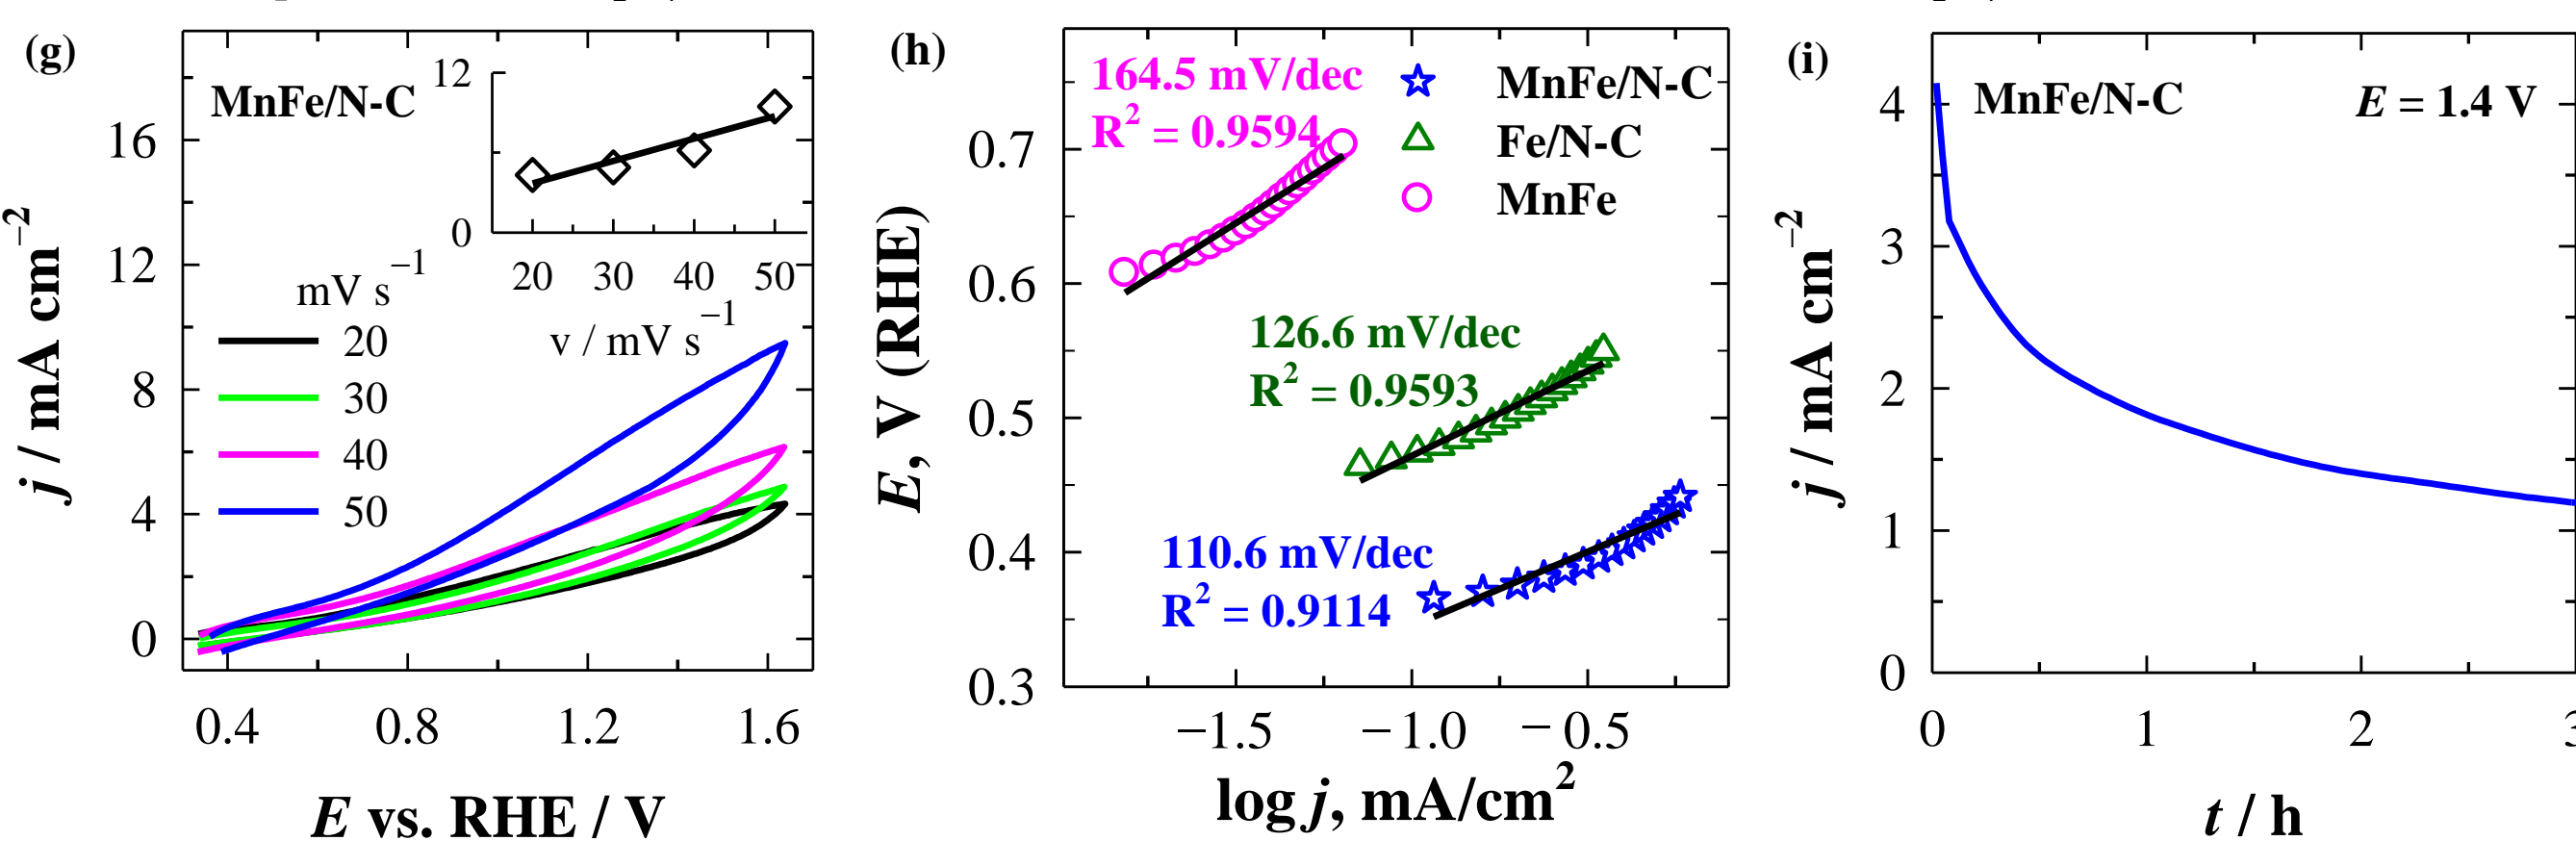 (g)
MnFe/N-C
12
0
20 30 40 50
v / mV s⁻¹
mV s⁻¹
20
30
40
50
16
12
8
4
0
j / mA cm⁻²
0.4 0.8 1.2 1.6
E vs. RHE / V
(h)
164.5 mV/dec
R² = 0.9594
MnFe/N-C
Fe/N-C
MnFe
126.6 mV/dec
R² = 0.9593
110.6 mV/dec
R² = 0.9114
0.7
0.6
0.5
0.4
0.3
E, V (RHE)
−1.5 −1.0 −0.5
log j, mA/cm²
(i)
MnFe/N-C
E = 1.4 V
4
3
2
1
0
j / mA cm⁻²
0 1 2
t / h